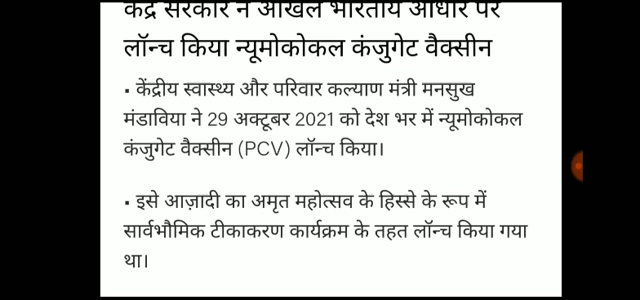 केंद्र सरकार ने अखिल भारतीय आधार पर
लॉन्च किया न्यूमोकोकल कंजुगेट वैक्सीन
• केंद्रीय स्वास्थ्य और परिवार कल्याण मंत्री मनसुख
मंडाविया ने 29 अक्टूबर 2021 को देश भर में न्यूमोकोकल
कंजुगेट वैक्सीन (PCV) लॉन्च किया।
• इसे आज़ादी का अमृत महोत्सव के हिस्से के रूप में
सार्वभौमिक टीकाकरण कार्यक्रम के तहत लॉन्च किया गया
था।